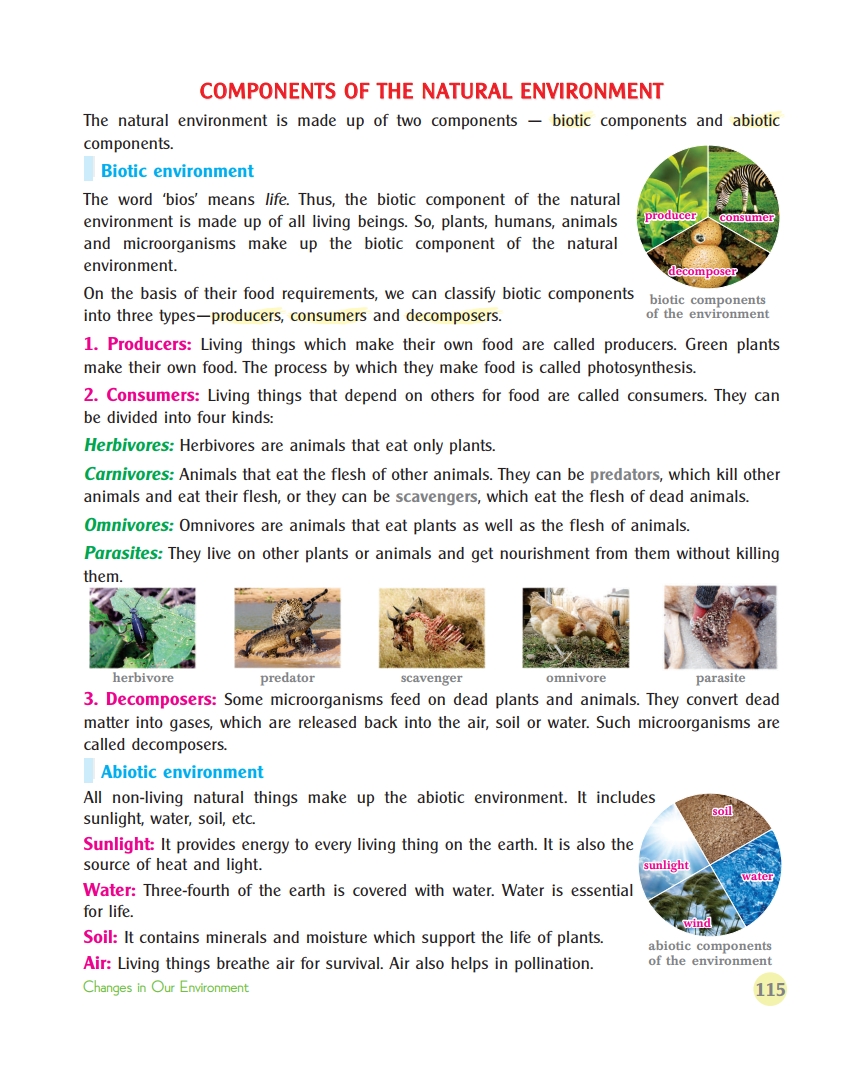 COMPONENTS OF THE NATURAL ENVIRONMENT
The natural environment is made up of two components — biotic components and abiotic
components.
Biotic environment
The word ‘bios’ means life. Thus, the biotic component of the natural
environment is made up of all living beings. So, plants, humans, animals
and microorganisms make up the biotic component of the natural
environment.
On the basis of their food requirements, we can classify biotic components
into three types—producers, consumers and decomposers.
producer
consumer
decomposer
biotic components
of the environment
1. Producers: Living things which make their own food are called producers. Green plants
make their own food. The process by which they make food is called photosynthesis.
2. Consumers: Living things that depend on others for food are called consumers. They can
be divided into four kinds:
Herbivores: Herbivores are animals that eat only plants.
Carnivores: Animals that eat the flesh of other animals. They can be predators, which kill other
animals and eat their flesh, or they can be scavengers, which eat the flesh of dead animals.
Omnivores: Omnivores are animals that eat plants as well as the flesh of animals.
Parasites: They live on other plants or animals and get nourishment from them without killing
them.
herbivore
predator
scavenger
omnivore
parasite
3. Decomposers: Some microorganisms feed on dead plants and animals. They convert dead
matter into gases, which are released back into the air, soil or water. Such microorganisms are
called decomposers.
Abiotic environment
All non-living natural things make up the abiotic environment. It includes
sunlight, water, soil, etc.
Sunlight: It provides energy to every living thing on the earth. It is also the
source of heat and light.
Water: Three-fourth of the earth is covered with water. Water is essential
for life.
Soil: It contains minerals and moisture which support the life of plants.
Air: Living things breathe air for survival. Air also helps in pollination.
soil
sunlight
water
wind
abiotic components
of the environment
Changes in Our Environment
115